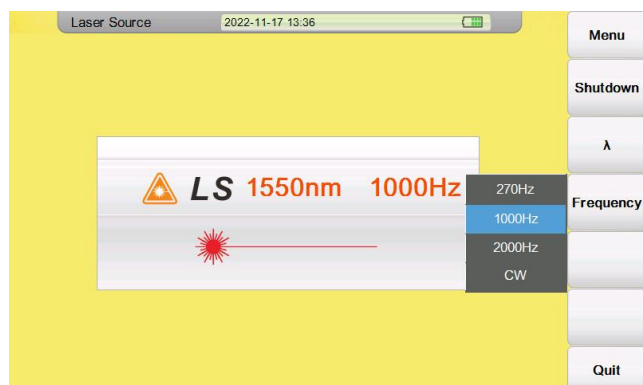 Laser Source 2022-11-17 13:36
Menu
Shutdown
λ
LS 1550nm 1000Hz
Frequency
270Hz
1000Hz
2000Hz
CW
Quit